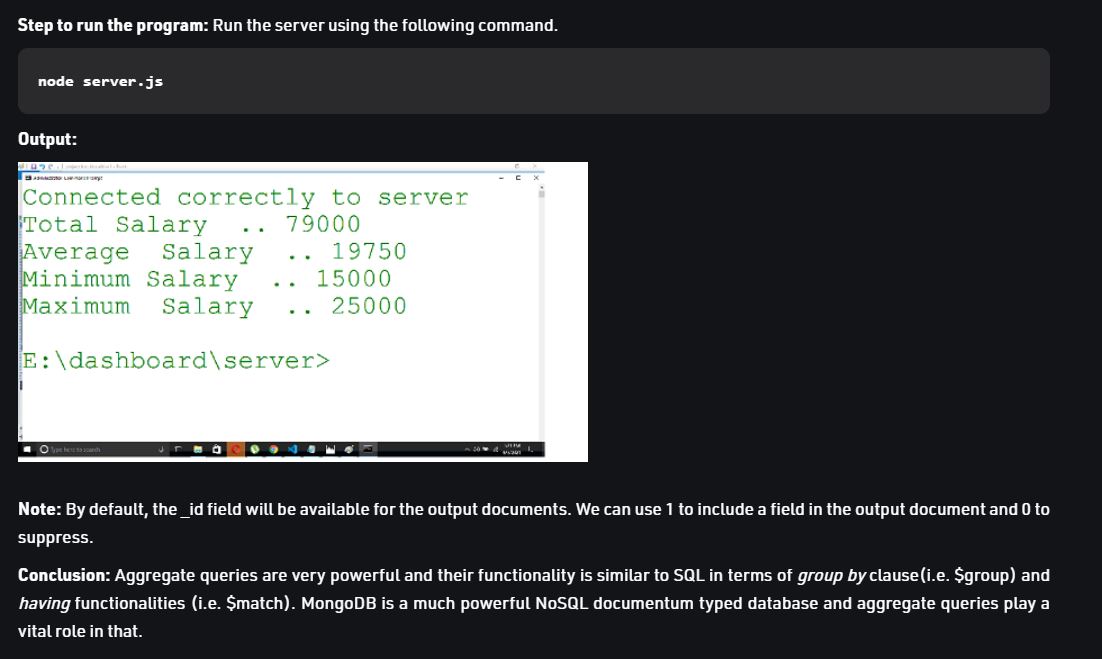 Step to run the program: Run the server using the following command.
node server.js
Output:
Connected correctly to server
Total Salary .. 79000
Average Salary .. 19750
Minimum Salary .. 15000
Maximum Salary .. 25000
E:\dashboard\server>
Type here to search
Note: By default, the _id field will be available for the output documents. We can use 1 to include a field in the output document and 0 to
suppress.
Conclusion: Aggregate queries are very powerful and their functionality is similar to SQL in terms of group by clause(i.e. $group) and
having functionalities (i.e. $match). MongoDB is a much powerful NoSQL documentum typed database and aggregate queries play a
vital role in that.